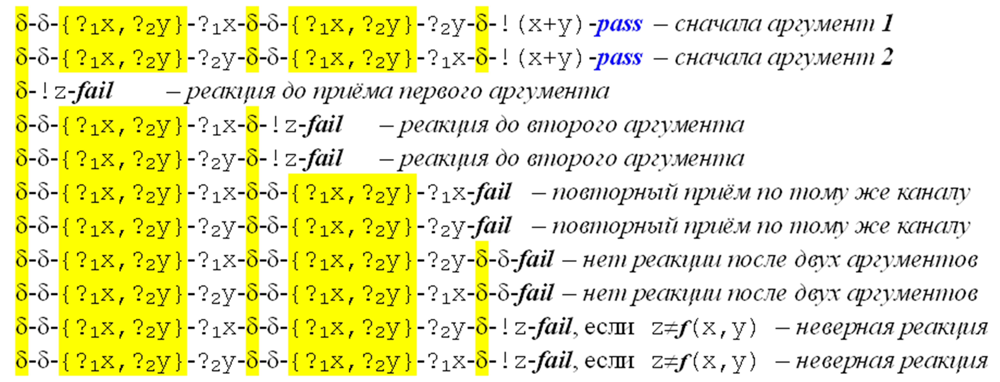 δ-δ-{?₁x,?₂y}-?₁x-δ-δ-{?₁x,?₂y}-?₂y-δ-!(x+y)-pass – сначала аргумент 1
δ-δ-{?₁x,?₂y}-?₂y-δ-δ-{?₁x,?₂y}-?₁x-δ-!(x+y)-pass – сначала аргумент 2
δ-!z-fail – реакция до приёма первого аргумента
δ-δ-{?₁x,?₂y}-?₁x-δ-!z-fail – реакция до второго аргумента
δ-δ-{?₁x,?₂y}-?₂y-δ-!z-fail – реакция до второго аргумента
δ-δ-{?₁x,?₂y}-?₁x-δ-δ-{?₁x,?₂y}-?₁x-fail – повторный приём по тому же каналу
δ-δ-{?₁x,?₂y}-?₂y-δ-δ-{?₁x,?₂y}-?₂y-fail – повторный приём по тому же каналу
δ-δ-{?₁x,?₂y}-?₁x-δ-δ-{?₁x,?₂y}-?₂y-δ-δ-fail – нет реакции после двух аргументов
δ-δ-{?₁x,?₂y}-?₂y-δ-δ-{?₁x,?₂y}-?₁x-δ-δ-fail – нет реакции после двух аргументов
δ-δ-{?₁x,?₂y}-?₁x-δ-δ-{?₁x,?₂y}-?₂y-δ-!z-fail, если z≠f(x,y) – неверная реакция
δ-δ-{?₁x,?₂y}-?₂y-δ-δ-{?₁x,?₂y}-?₁x-δ-!z-fail, если z≠f(x,y) – неверная реакция